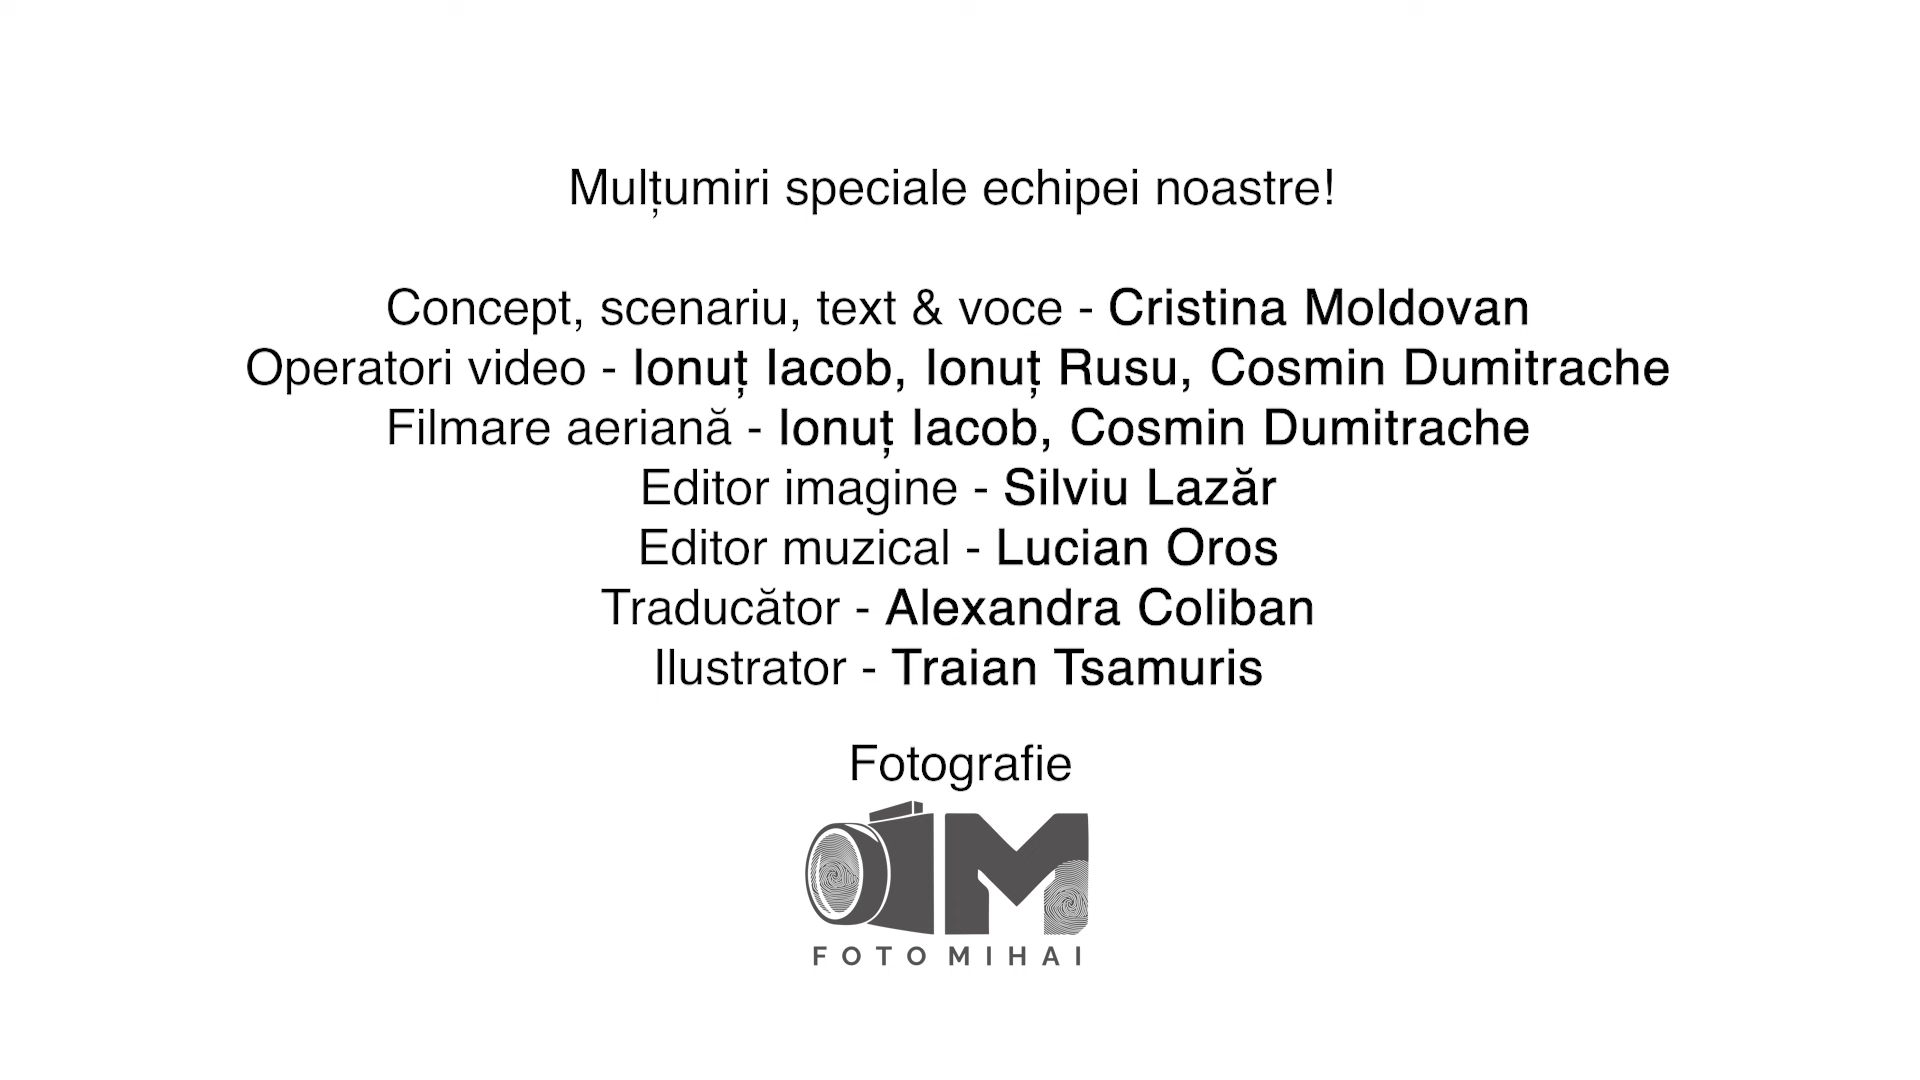 Mulțumiri speciale echipei noastre!
Concept, scenariu, text & voce - Cristina Moldovan
Operatori video - Ionuț Iacob, Ionuț Rusu, Cosmin Dumitrache
Filmare aeriană - Ionuț Iacob, Cosmin Dumitrache
Editor imagine - Silviu Lazăr
Editor muzical - Lucian Oros
Traducător - Alexandra Coliban
Ilustrator - Traian Tsamuris
Fotografie
M
FOTO MIHAI